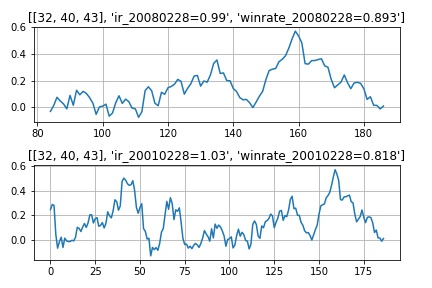 [[32, 40, 43], 'ir_20080228=0.99', 'winrate_20080228=0.893']
0.6
0.4
0.2
0.0
80 100 120 140 160 180
[[32, 40, 43], 'ir_20010228=1.03', 'winrate_20010228=0.818']
0.6
0.4
0.2
0.0
0 25 50 75 100 125 150 175